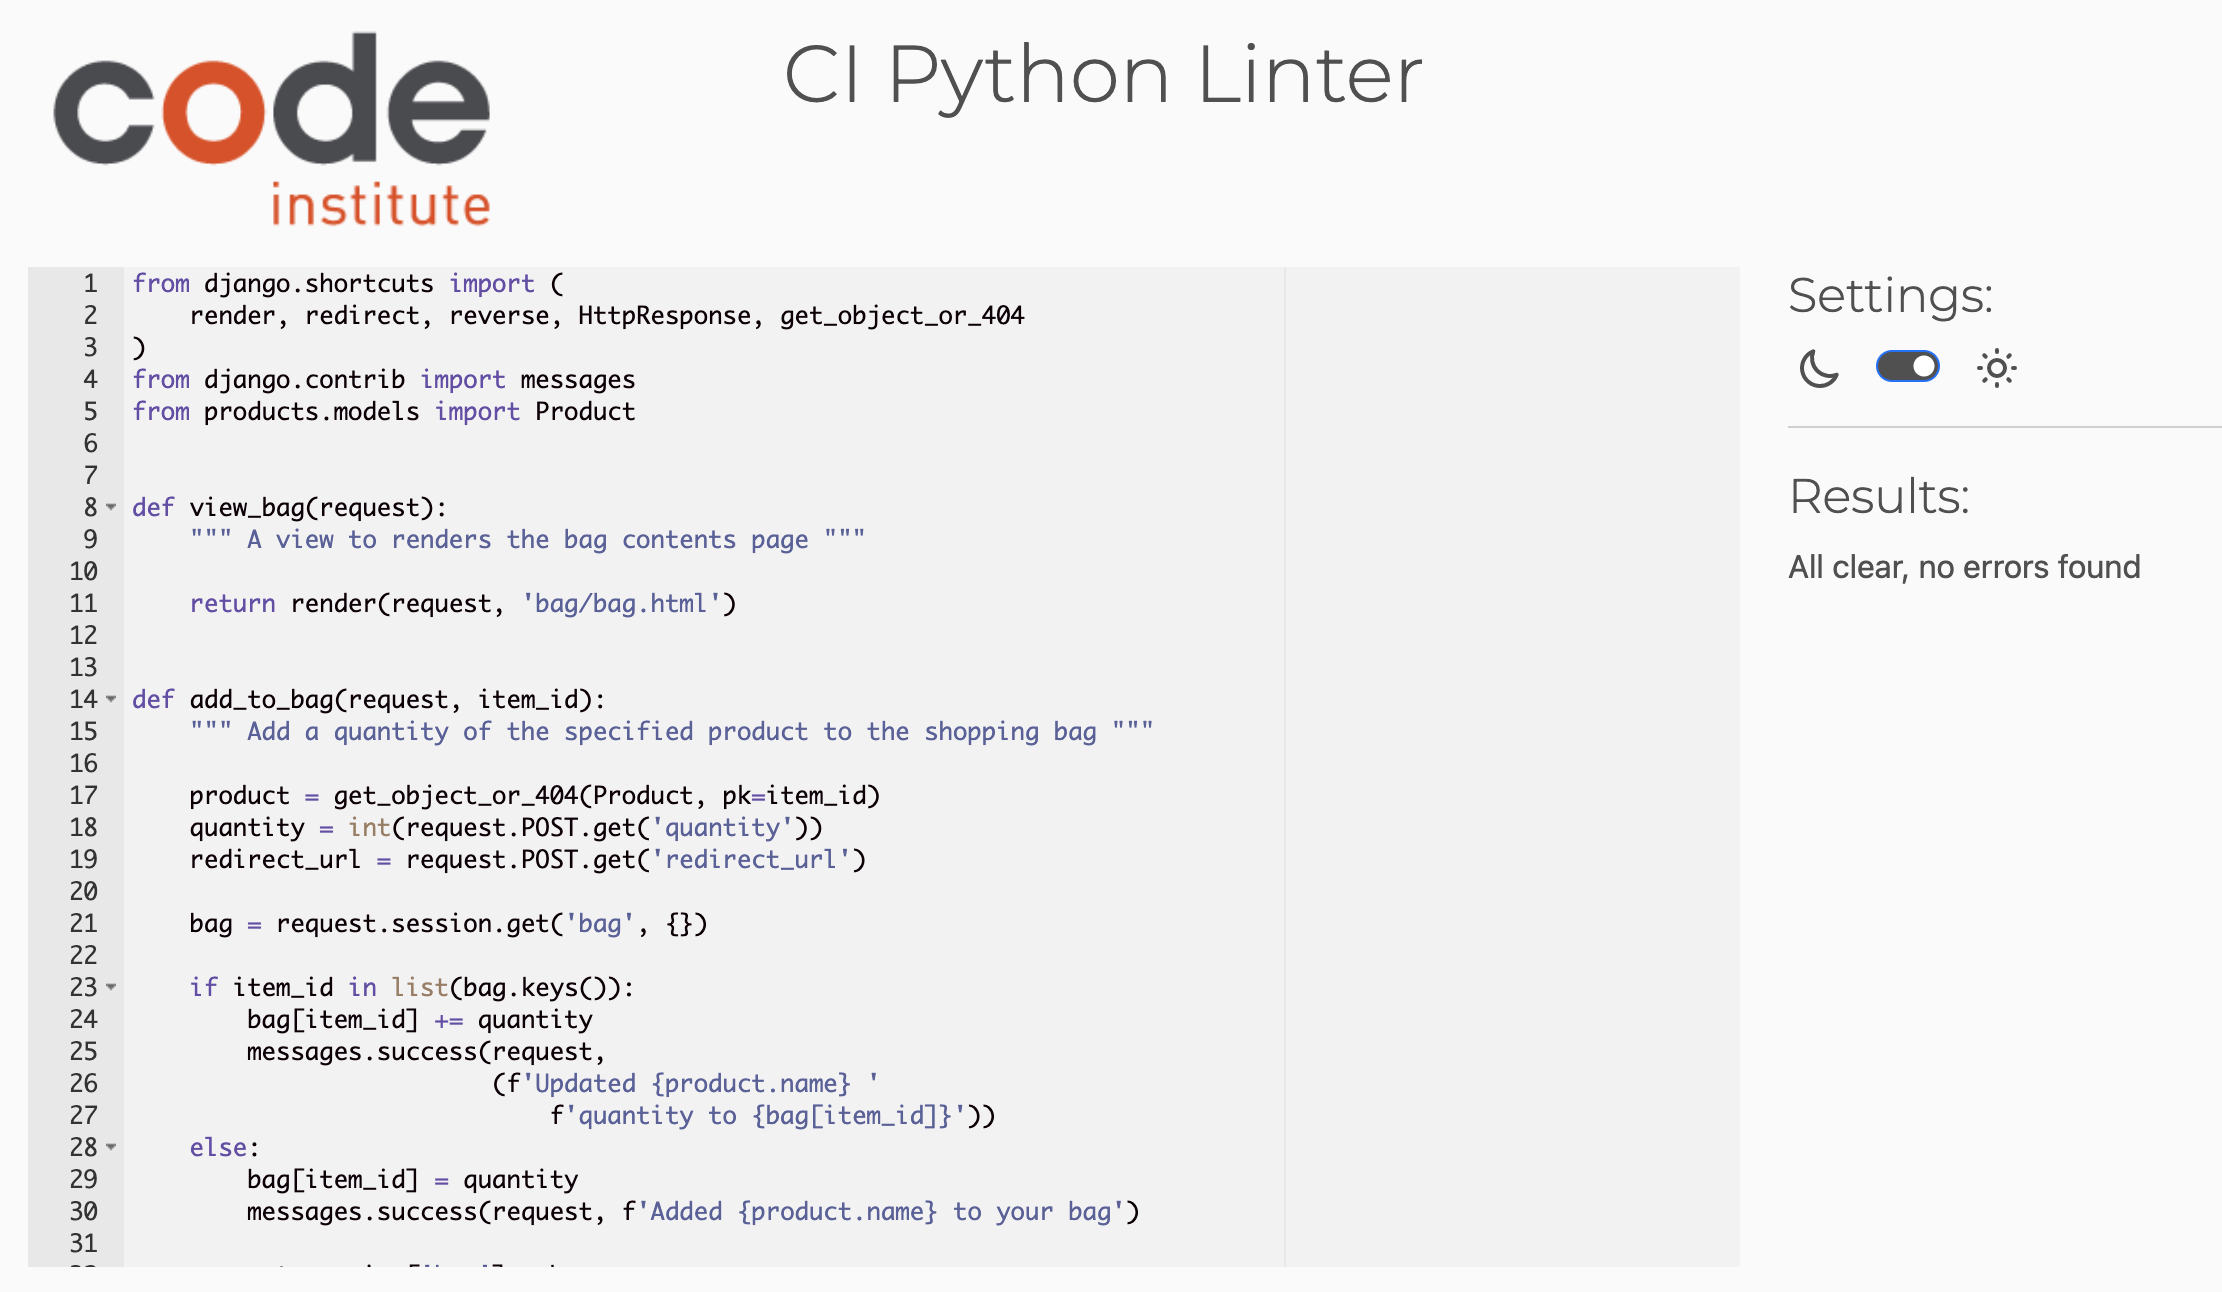 code
institute
CI Python Linter
1 from django.shortcuts import (
2     render, redirect, reverse, HttpResponse, get_object_or_404
3 )
4 from django.contrib import messages
5 from products.models import Product
6
7
8 def view_bag(request):
9     """ A view to renders the bag contents page """
10
11     return render(request, 'bag/bag.html')
12
13
14 def add_to_bag(request, item_id):
15     """ Add a quantity of the specified product to the shopping bag """
16
17     product = get_object_or_404(Product, pk=item_id)
18     quantity = int(request.POST.get('quantity'))
19     redirect_url = request.POST.get('redirect_url')
20
21     bag = request.session.get('bag', {})
22
23     if item_id in list(bag.keys()):
24         bag[item_id] += quantity
25         messages.success(request,
26                          (f'Updated {product.name} '
27                              f'quantity to {bag[item_id]}'))
28     else:
29         bag[item_id] = quantity
30         messages.success(request, f'Added {product.name} to your bag')
31
Settings:
Results:
All clear, no errors found